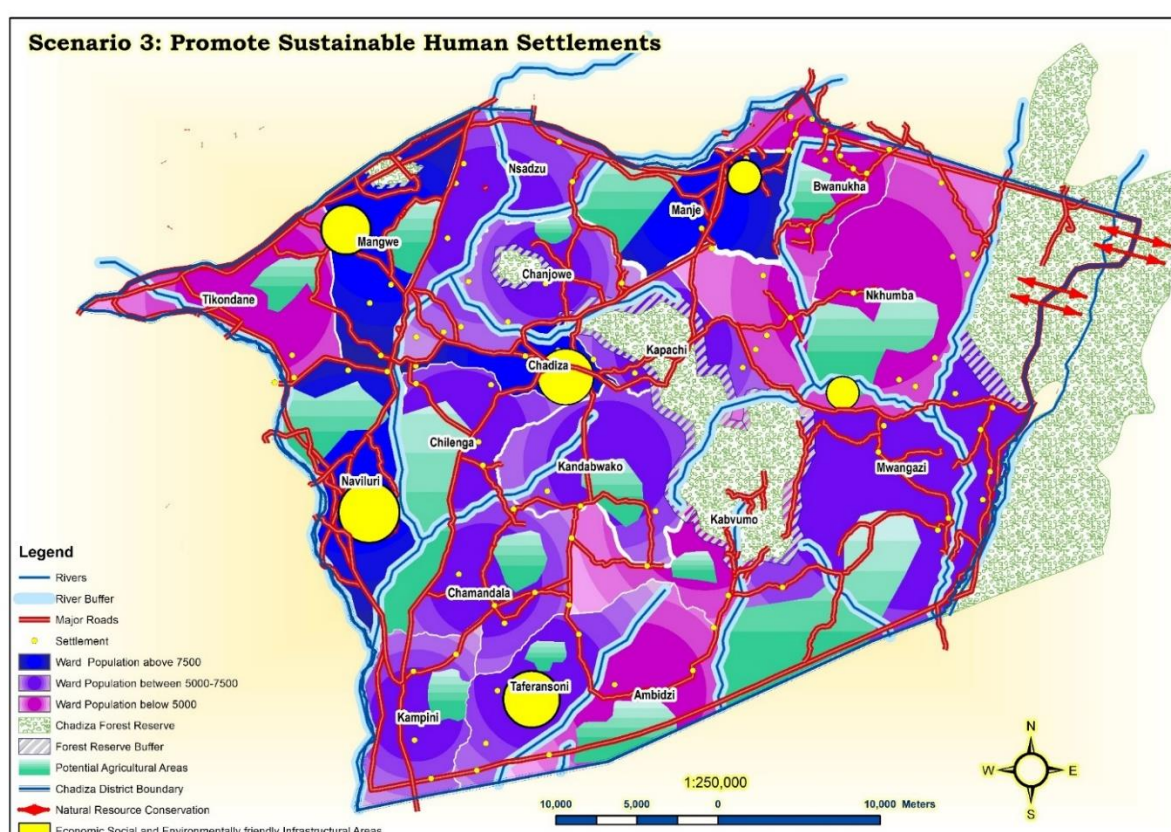 Scenario 3: Promote Sustainable Human Settlements
Nsadzu
Bwanukha
Manje
Mangwe
Chanjowe
Tikondane
Nkhumba
Kapachi
Chadiza
Chilenga
Kandabwako
Mwangazi
Naviluri
Kabvumo
Chamandala
Taferansoni
Ambidzi
Kampini
Legend
Rivers
River Buffer
Major Roads
Settlement
Ward Population above 7500
Ward Population between 5000-7500
Ward Population below 5000
Chadiza Forest Reserve
Forest Reserve Buffer
Potential Agricultural Areas
Chadiza District Boundary
Natural Resource Conservation
Economic Social and Environmentally friendly Infrastructural Areas
1:250,000
10,000 5,000 0 10,000 Meters
N
W E
S